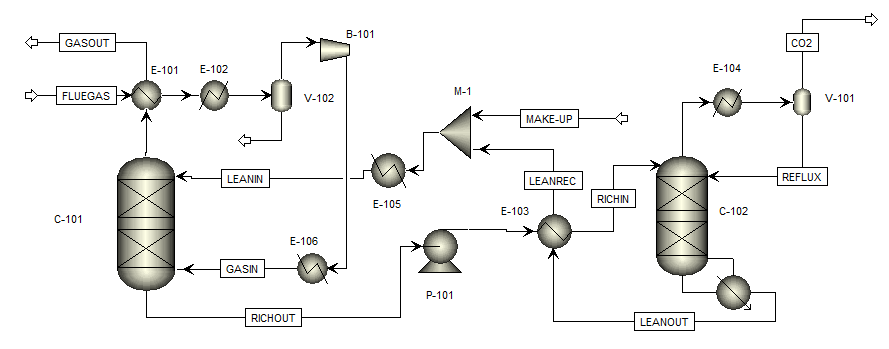 CO2
B-101
GASOUT
E-101
E-102
E-104
FLUEGAS
V-102
M-1
V-101
MAKE-UP
LEANIN
LEANREC
REFLUX
RICHIN
E-105
E-103
C-101
C-102
E-106
GASIN
P-101
RICHOUT
LEANOUT